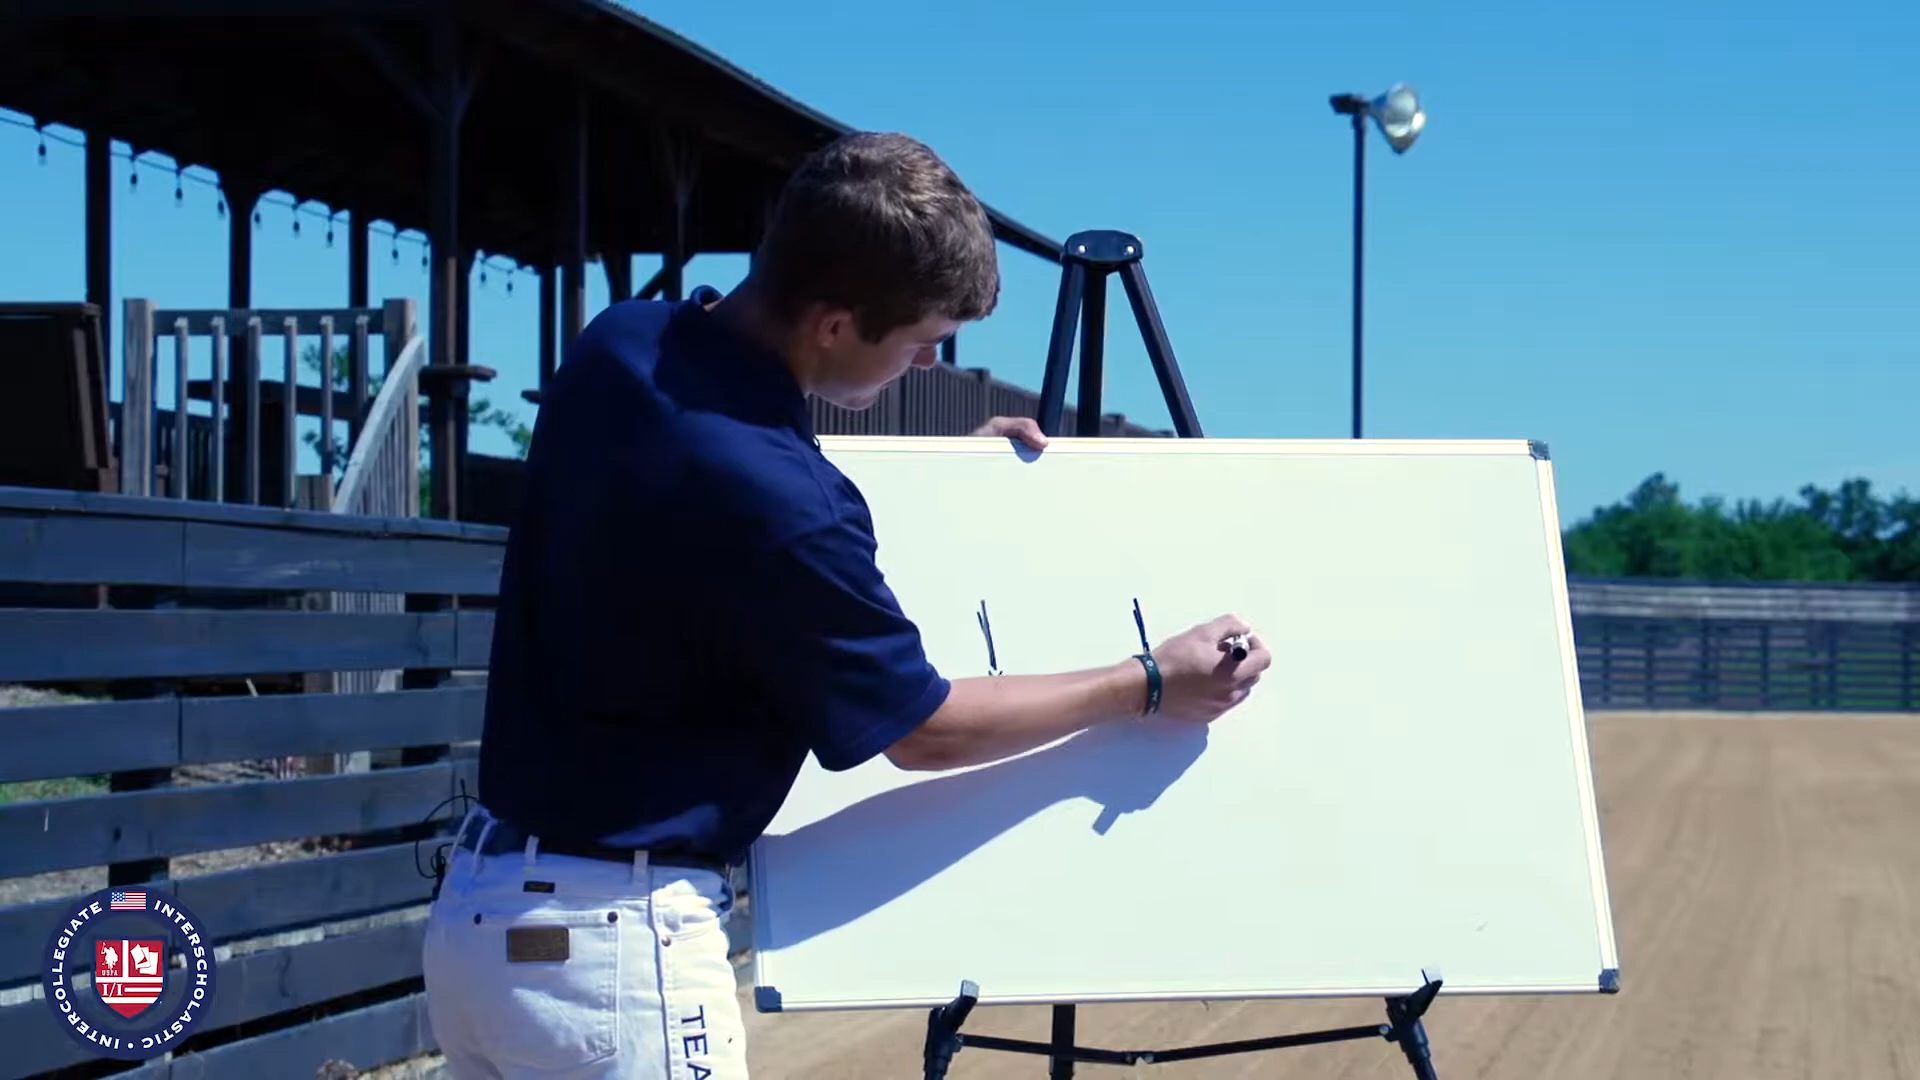 INTERCOLLEGIATE • INTERSCHOLASTIC
USPA
I/I
TEA